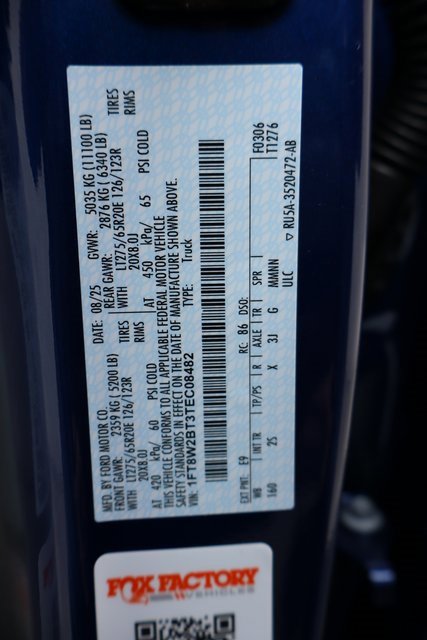 MFD. BY FORD MOTOR CO.
DATE: 08/25 GVWR: 5035 KG (11100 LB)
FRONT GAWR: 2359 KG ( 5200 LB) REAR GAWR: 2876 KG ( 6340 LB)
WITH LT275/65R20E 126/123R TIRES WITH LT275/65R20E 126/123R TIRES
20X8.0J RIMS 20X8.0J RIMS
AT 420 kPa/ 60 PSI COLD AT 450 kPa/ 65 PSI COLD
THIS VEHICLE CONFORMS TO ALL APPLICABLE FEDERAL MOTOR VEHICLE
SAFETY STANDARDS IN EFFECT ON THE DATE OF MANUFACTURE SHOWN ABOVE.
VIN: 1FT8W2BT3TEC08482 TYPE: Truck
EXT PNT: E9 RC: 86 DSO: F0306
WB INT TR TP/PS R AXLE TR SPR T1276
160 2S X 3J G MMNN
ULC
▽ RU5A-3520472-AB
FOX FACTORY
VEHICLES